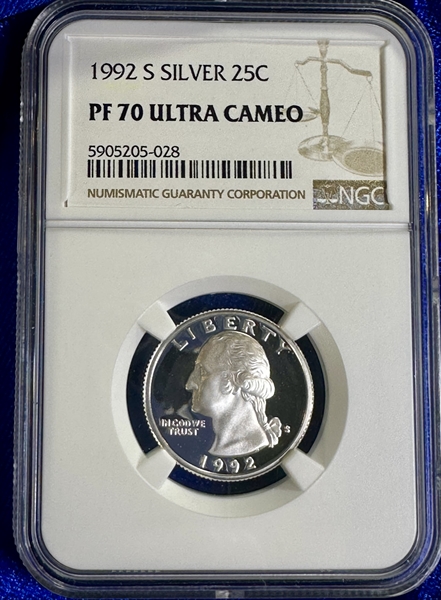 1992 S SILVER 25C
PF 70 ULTRA CAMEO
5905205-028
NUMISMATIC GUARANTY CORPORATION
NGC
LIBERTY
IN GOD WE
TRUST
S
1992